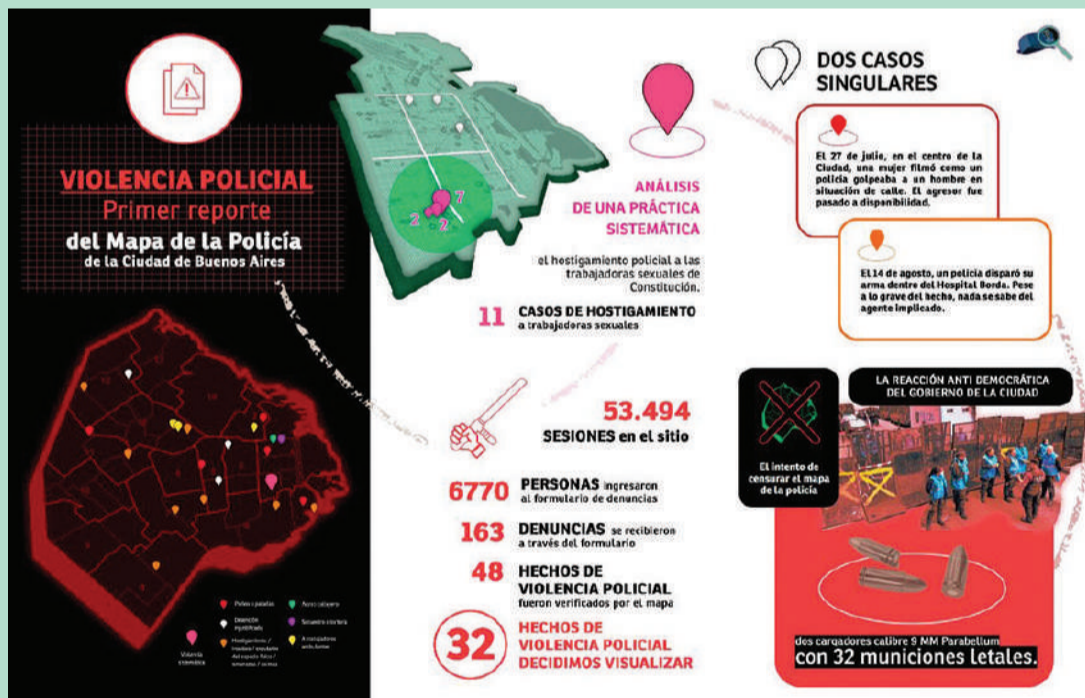 VIOLENCIA POLICIAL
Primer reporte
del Mapa de la Policía
de la Ciudad de Buenos Aires
Violencia
sistemática
Detención
injustificada
Hostigamiento /
7
2
2
ANÁLISIS
DE UNA PRÁCTICA
SISTEMÁTICA
el hostigamiento policial a las
trabajadoras sexuales de
Constitución.
11 CASOS DE HOSTIGAMIENTO
a trabajadoras sexuales
53.494
SESIONES en el sitio
6770 PERSONAS ingresaron
al formulario de denuncias
163 DENUNCIAS se recibieron
a través del formulario
48 HECHOS DE
VIOLENCIA POLICIAL
fueron verificados por el mapa
32 HECHOS DE
VIOLENCIA POLICIAL
DECIDIMOS VISUALIZAR
DOS CASOS
SINGULARES
El 27 de julio, en el centro de la
Ciudad, una mujer filmó como un
policía golpeaba a un hombre en
situación de calle. El agresor fue
pasado a disponibilidad.
El 14 de agosto, un policía disparó su
arma dentro del Hospital Borda. Pese
a lo grave del hecho, nada se sabe del
agente implicado.
LA REACCIÓN ANTI DEMOCRÁTICA
DEL GOBIERNO DE LA CIUDAD
El intento de
censurar el mapa
de la policía
dos cargadores calibre 9 MM Parabellum
con 32 municiones letales.